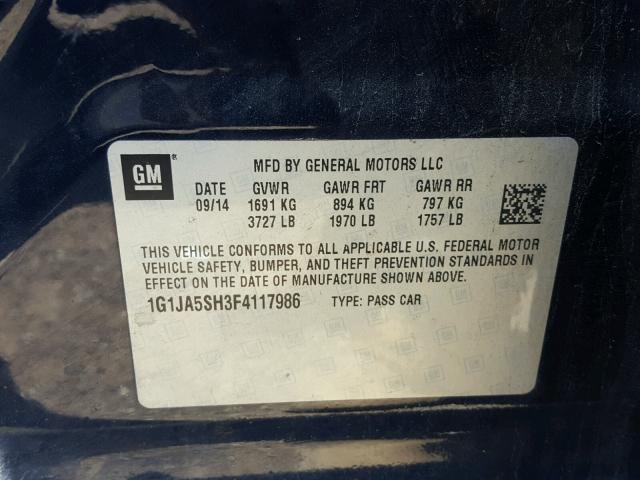 GM
MFD BY GENERAL MOTORS LLC
DATE GVWR GAWR FRT GAWR RR
09/14 1691 KG 894 KG 797 KG
3727 LB 1970 LB 1757 LB
THIS VEHICLE CONFORMS TO ALL APPLICABLE U.S. FEDERAL MOTOR
VEHICLE SAFETY, BUMPER, AND THEFT PREVENTION STANDARDS IN
EFFECT ON THE DATE OF MANUFACTURE SHOWN ABOVE.
1G1JA5SH3F4117986 TYPE: PASS CAR